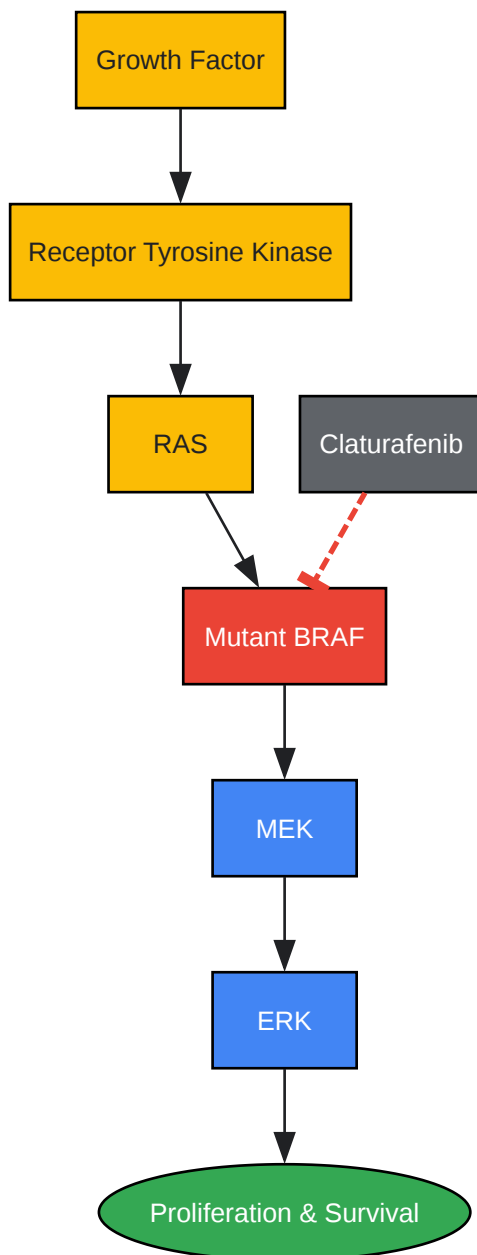 Growth Factor
Receptor Tyrosine Kinase
RAS
Claturafenib
Mutant BRAF
MEK
ERK
Proliferation & Survival